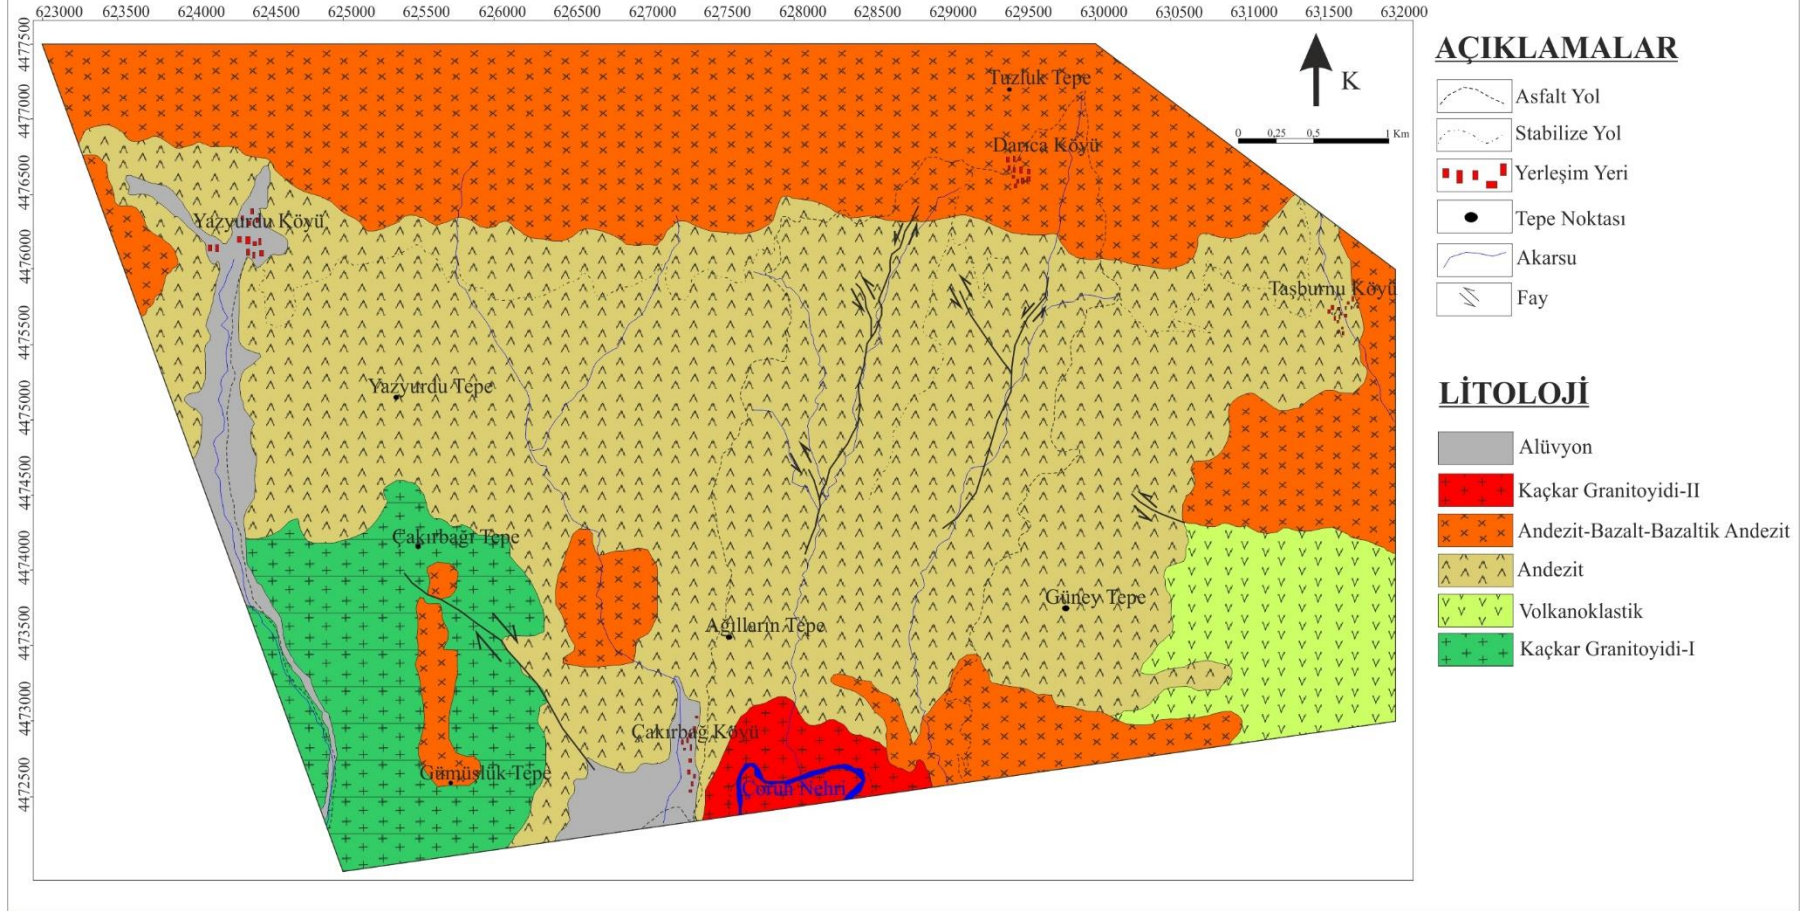 623000 623500 624000 624500 625000 625500 626000 626500 627000 627500 628000 628500 629000 629500 630000 630500 631000 631500 632000
4477500
4477000
4476500
4476000
4475500
4475000
4474500
4474000
4473500
4473000
4472500
Tuzluk Tepe
Darıca Köyü
Yazyurdu Köyü
Taşburnu Köyü
Yazyurdu Tepe
Çakırbağı Tepe
Güney Tepe
Ağılların Tepe
Çakırbağ Köyü
Gümüşlük Tepe
Çoruh Nehri
K
0 0,25 0,5 1 Km
AÇIKLAMALAR
Asfalt Yol
Stabilize Yol
Yerleşim Yeri
Tepe Noktası
Akarsu
Fay
LİTOLOJİ
Alüvyon
Kaçkar Granitoyidi-II
Andezit-Bazalt-Bazaltik Andezit
Andezit
Volkanoklastik
Kaçkar Granitoyidi-I